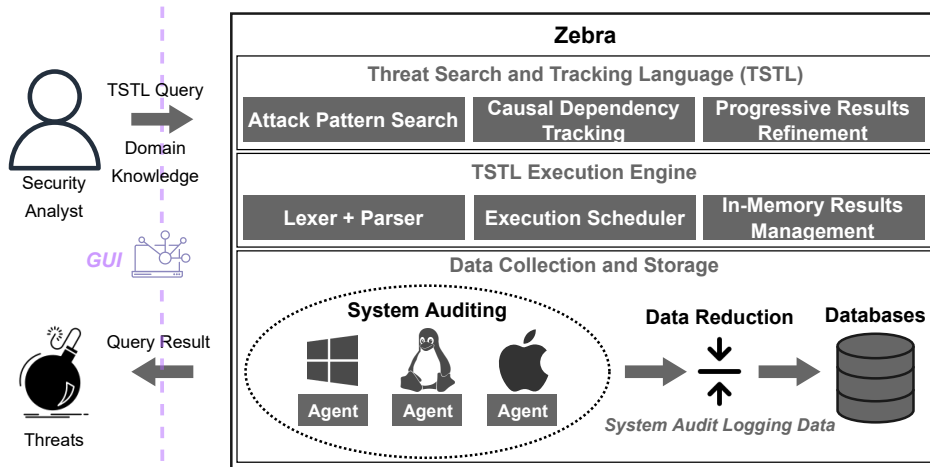 Zebra
Threat Search and Tracking Language (TSTL)
TSTL Query
Attack Pattern Search
Causal Dependency
Tracking
Progressive Results
Refinement
Domain
Knowledge
Security
Analyst
TSTL Execution Engine
Lexer + Parser
Execution Scheduler
In-Memory Results
Management
GUI
Data Collection and Storage
System Auditing
Data Reduction
Databases
Query Result
Agent
Agent
Agent
System Audit Logging Data
Threats